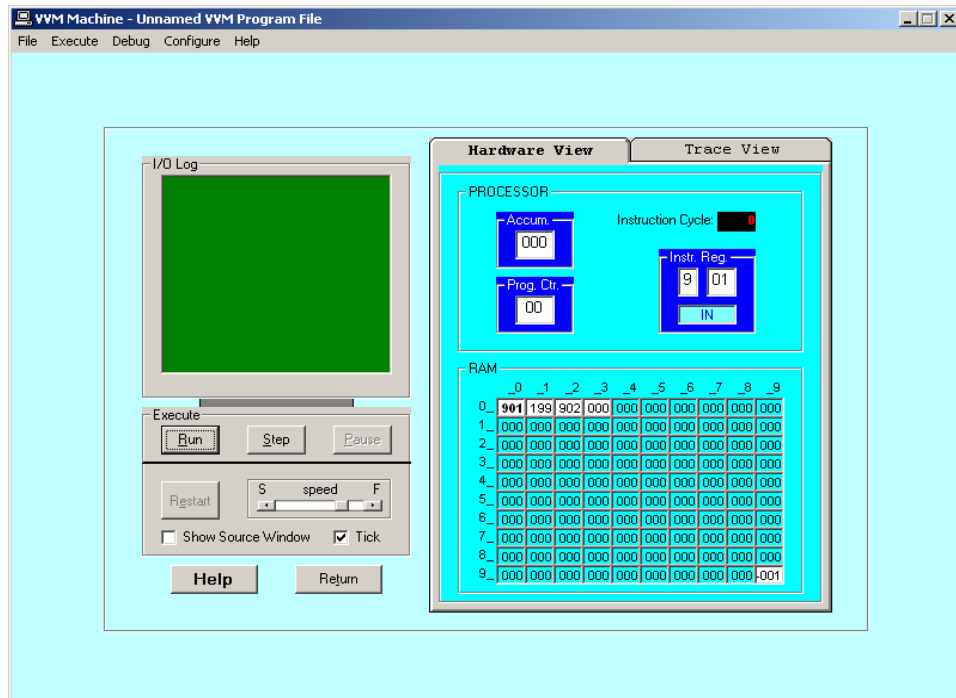 VVM Machine - Unnamed VVM Program File
File Execute Debug Configure Help
I/O Log
Execute
Run Step Pause
Restart
S speed F
Show Source Window Tick
Help Return
Hardware View Trace View
PROCESSOR
Accum.
000
Instruction Cycle: 0
Prog. Ctr.
00
Instr. Reg.
9 01
IN
RAM
_0 _1 _2 _3 _4 _5 _6 _7 _8 _9
0_ 901 199 902 000 000 000 000 000 000 000
1_ 000 000 000 000 000 000 000 000 000 000
2_ 000 000 000 000 000 000 000 000 000 000
3_ 000 000 000 000 000 000 000 000 000 000
4_ 000 000 000 000 000 000 000 000 000 000
5_ 000 000 000 000 000 000 000 000 000 000
6_ 000 000 000 000 000 000 000 000 000 000
7_ 000 000 000 000 000 000 000 000 000 000
8_ 000 000 000 000 000 000 000 000 000 000
9_ 000 000 000 000 000 000 000 000 000 -001